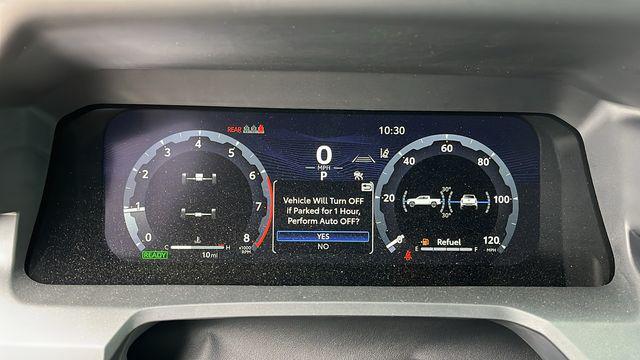 REAR
10:30
0
MPH
P
Vehicle Will Turn OFF
if Parked for 1 Hour,
Perform Auto OFF?
YES
NO
0 1 2 3 4 5 6 7 8
x1000
RPM
C H
READY
10 mi
0 20 40 60 80 100 120
MPH
30°
30°
Refuel
E F